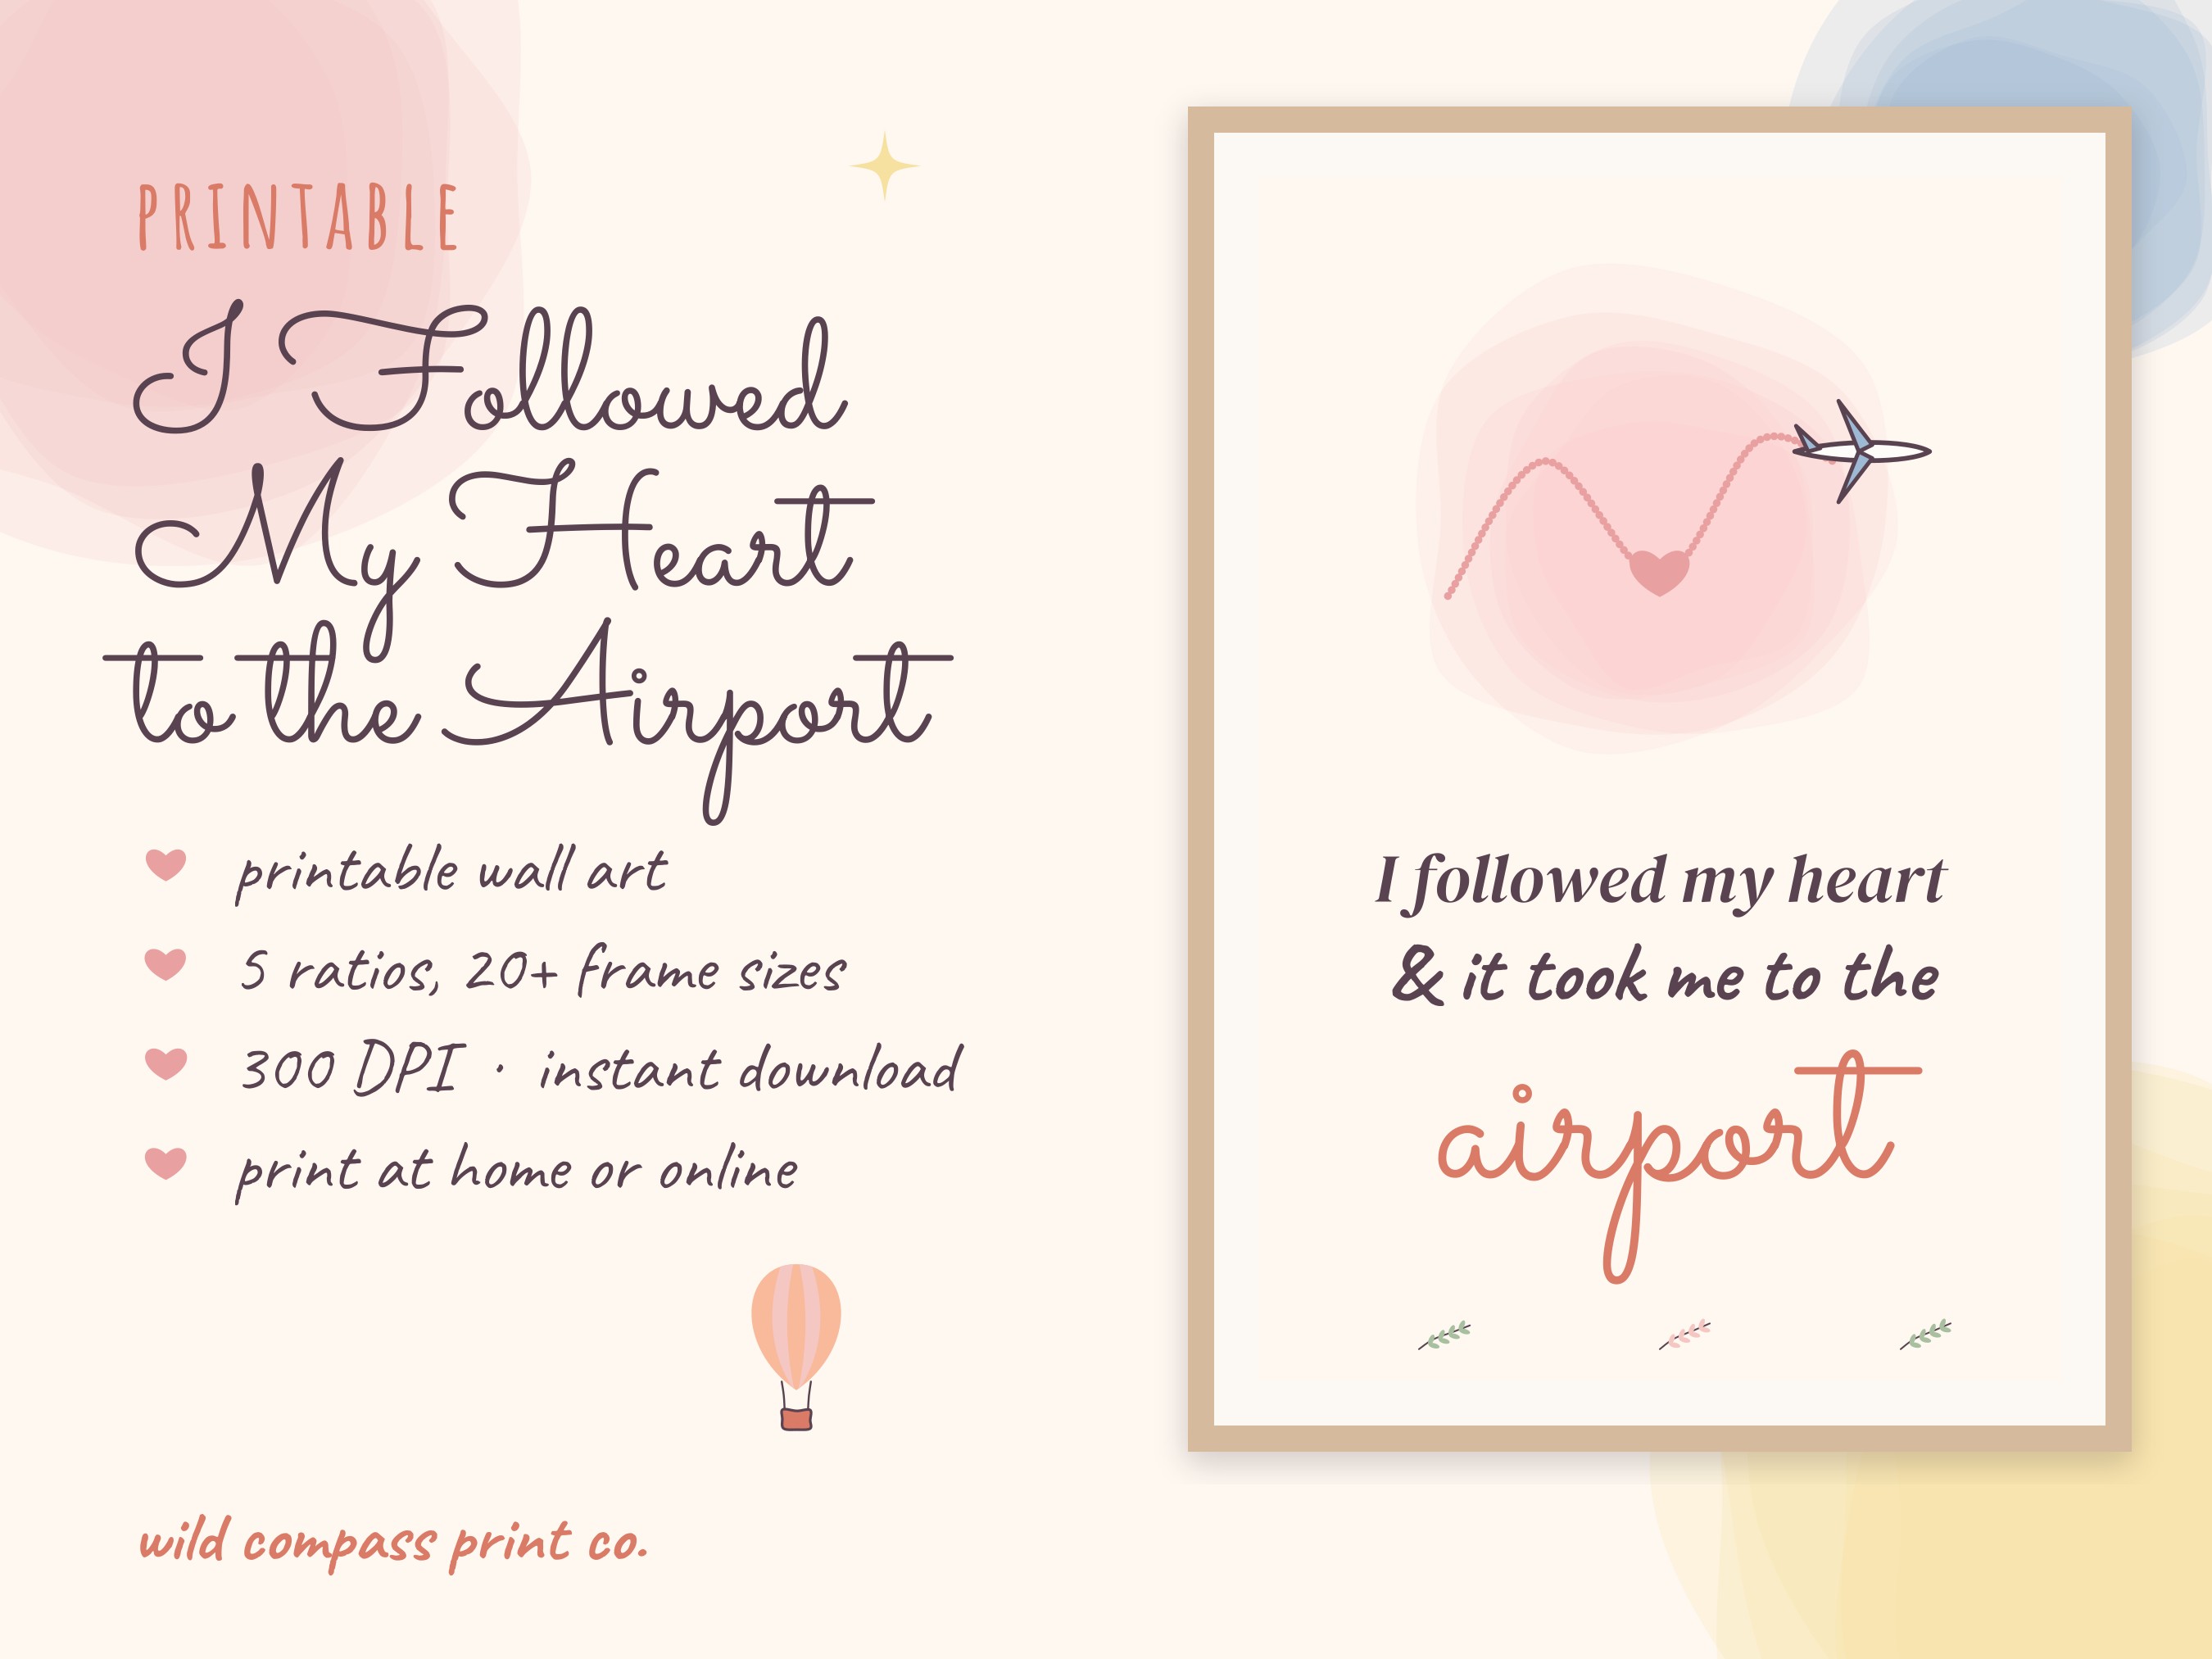 PRINTABLE
I Followed
My Heart
to the Airport
printable wall art
5 ratios, 20+ frame sizes
300 DPI · instant download
print at home or online
wild compass print co.
I followed my heart
& it took me to the
airport